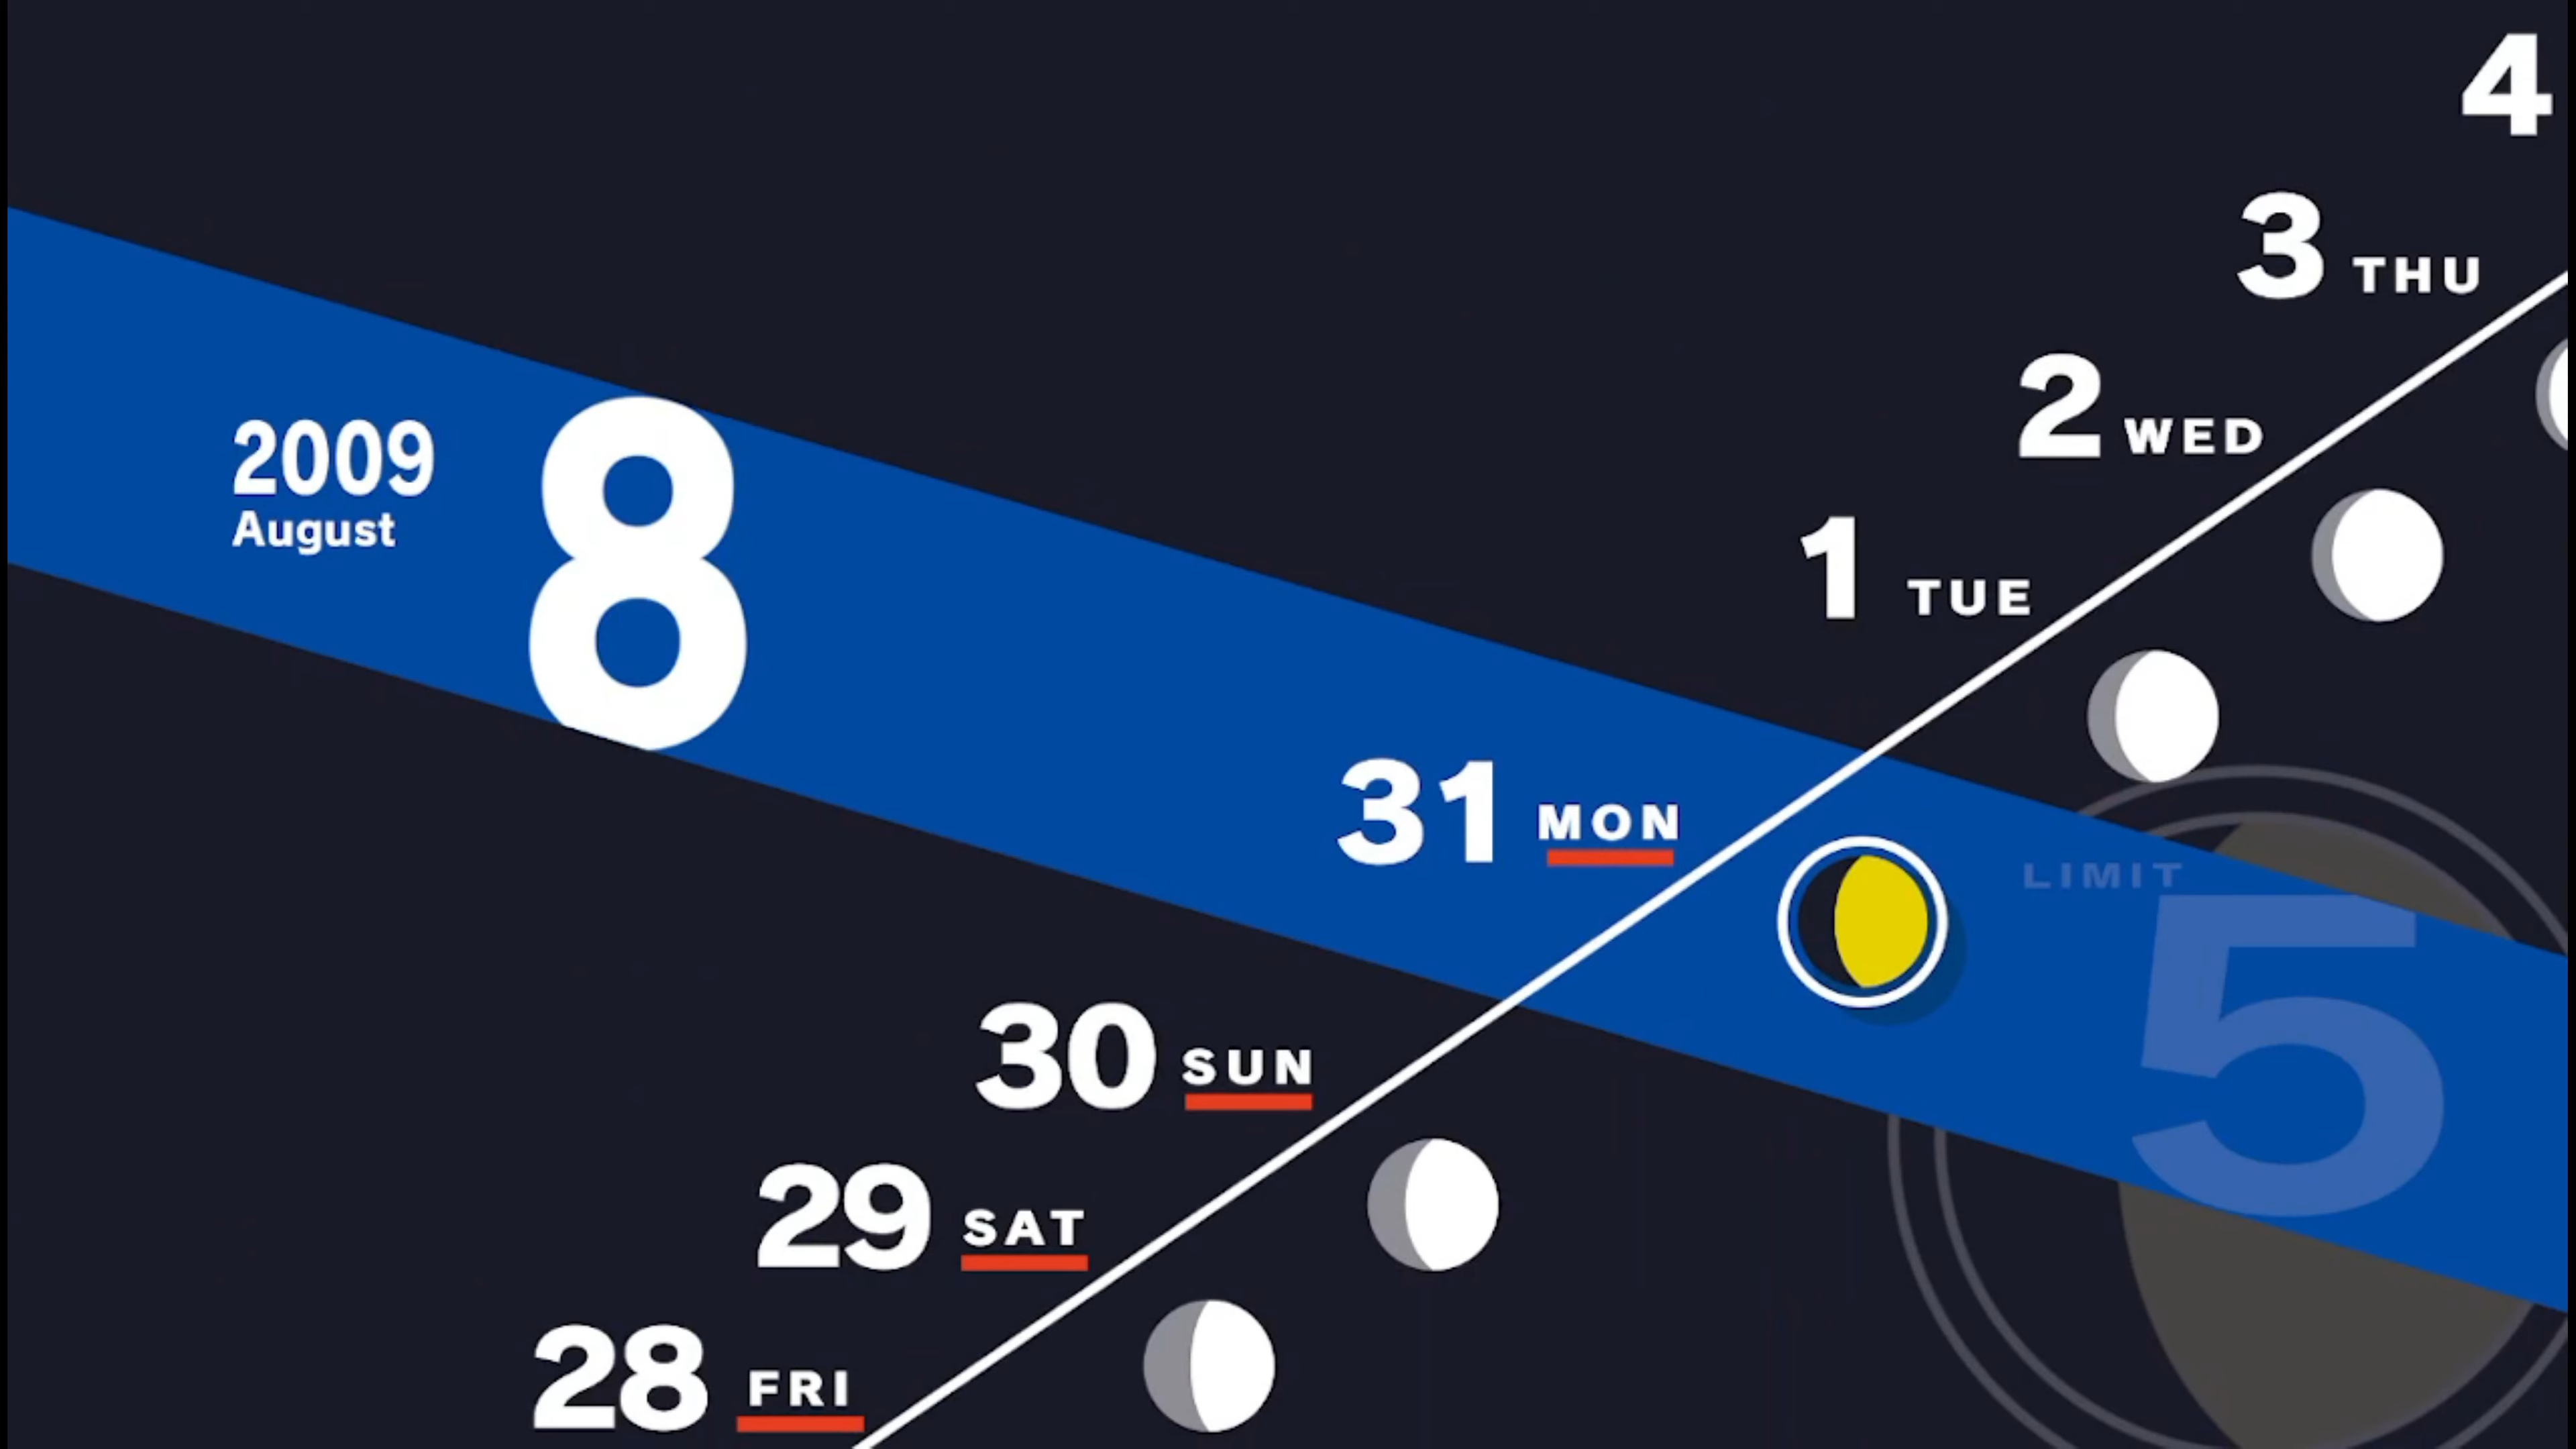 2009
August
8
4
3 THU
2 WED
1 TUE
31 MON
30 SUN
29 SAT
28 FRI
LIMIT
5